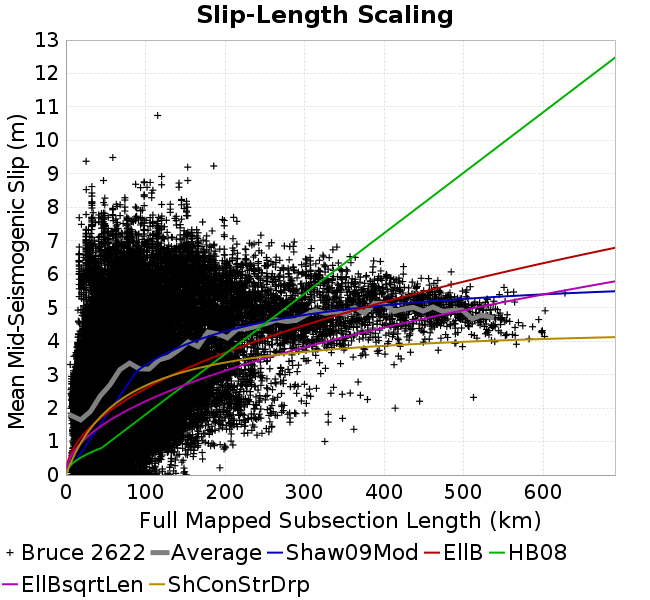 Slip-Length Scaling
Mean Mid-Seismogenic Slip (m)
13
12
11
10
9
8
7
6
5
4
3
2
1
0
0 100 200 300 400 500 600
Full Mapped Subsection Length (km)
Bruce 2622 Average Shaw09Mod EllB HB08
EllBsqrtLen ShConStrDrp